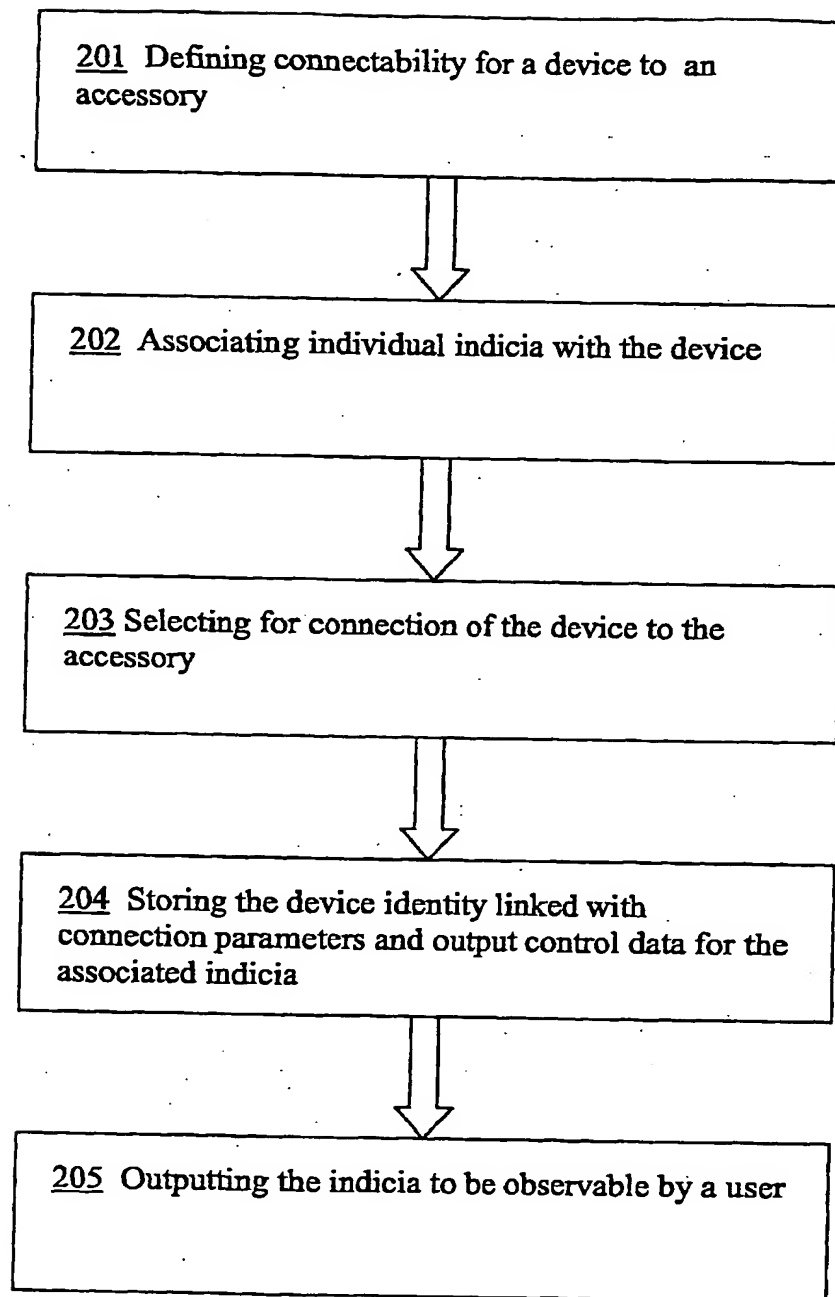 201 Defining connectability for a device to an
accessory
202 Associating individual indicia with the device
203 Selecting for connection of the device to the
accessory
204 Storing the device identity linked with
connection parameters and output control data for the
associated indicia
205 Outputting the indicia to be observable by a user